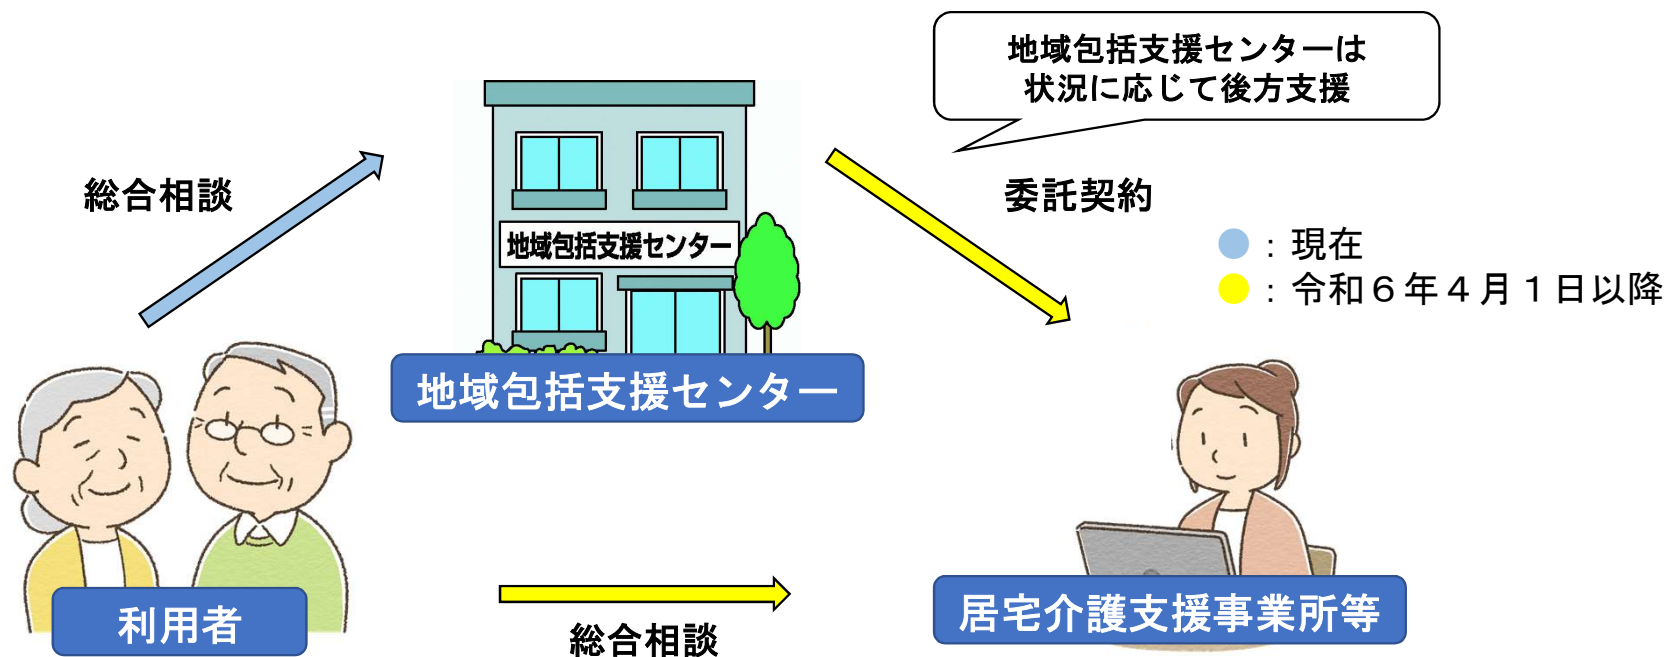 地域包括支援センターは
状況に応じて後方支援
総合相談
委託契約
地域包括支援センター
：現在
：令和６年４月１日以降
地域包括支援センター
利用者
総合相談
居宅介護支援事業所等